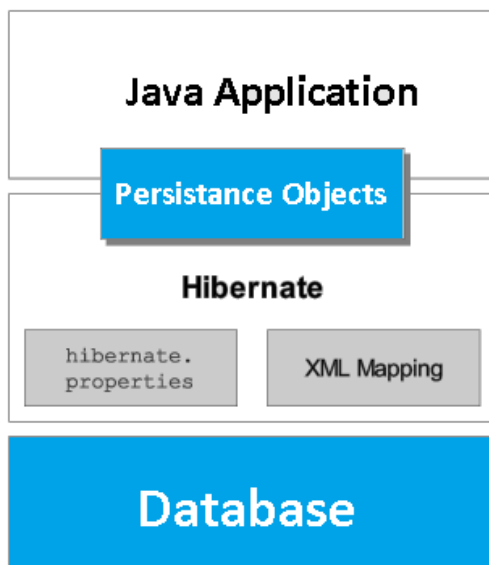 Java Application
Persistance Objects
Hibernate
hibernate.
properties
XML Mapping
Database